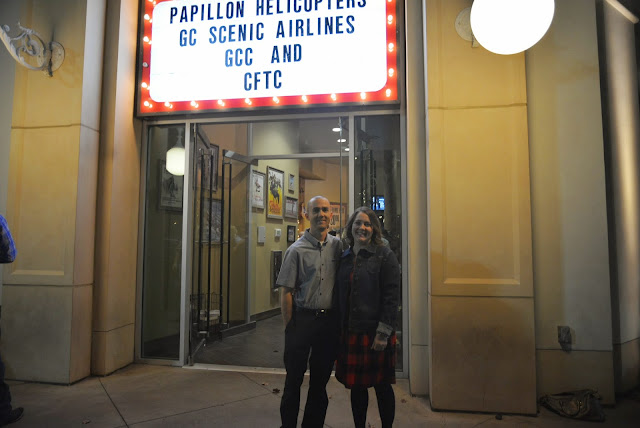 PAPILLON HELICOPTERS
GC SCENIC AIRLINES
GCC AND
CFTC